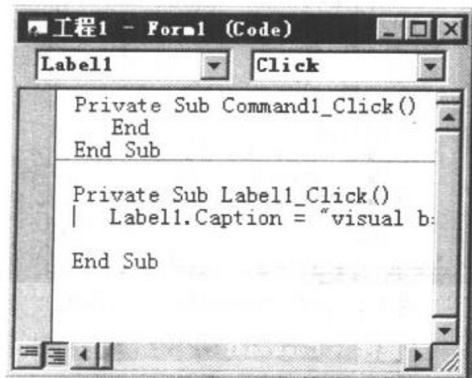 工程1 - Form1 (Code)
Label1 Click
Private Sub Command1_Click()
End
End Sub
Private Sub Label1_Click()
Label1.Caption = "visual b
End Sub